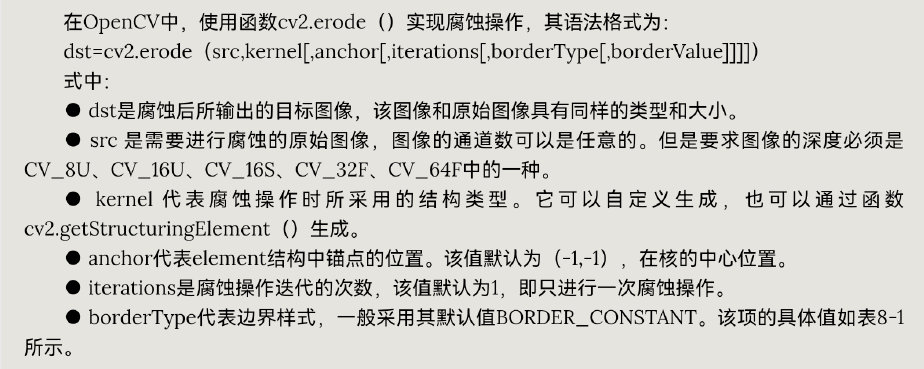 在OpenCV中，使用函数cv2.erode（）实现腐蚀操作，其语法格式为：
dst=cv2.erode（src,kernel[,anchor[,iterations[,borderType[,borderValue]]]]）
式中：
● dst是腐蚀后所输出的目标图像，该图像和原始图像具有同样的类型和大小。
● src 是需要进行腐蚀的原始图像，图像的通道数可以是任意的。但是要求图像的深度必须是
CV_8U、CV_16U、CV_16S、CV_32F、CV_64F中的一种。
● kernel 代表腐蚀操作时所采用的结构类型。它可以自定义生成，也可以通过函数
cv2.getStructuringElement（）生成。
● anchor代表element结构中锚点的位置。该值默认为（-1,-1），在核的中心位置。
● iterations是腐蚀操作迭代的次数，该值默认为1，即只进行一次腐蚀操作。
● borderType代表边界样式，一般采用其默认值BORDER_CONSTANT。该项的具体值如表8-1
所示。